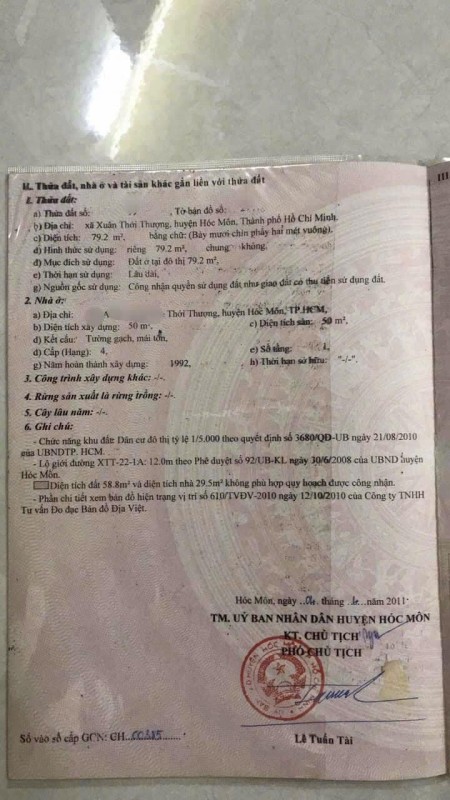 II. Thửa đất, nhà ở và tài sản khác gắn liền với thửa đất
III
1. Thửa đất:
a) Thửa đất số: , Tờ bản đồ số:
b) Địa chỉ: xã Xuân Thới Thượng, huyện Hóc Môn, Thành phố Hồ Chí Minh.
c) Diện tích: 79.2 m², bằng chữ: (Bảy mươi chín phẩy hai mét vuông).
d) Hình thức sử dụng: riêng 79.2 m², chung: không.
đ) Mục đích sử dụng: Đất ở tại đô thị 79.2 m².
e) Thời hạn sử dụng: Lâu dài.
g) Nguồn gốc sử dụng: Công nhận quyền sử dụng đất như giao đất có thu tiền sử dụng đất.
2. Nhà ở:
a) Địa chỉ: A Thới Thượng, huyện Hóc Môn, TP.HCM,
b) Diện tích xây dựng: 50 m², c) Diện tích sàn: 50 m²,
d) Kết cấu: Tường gạch, mái tôn,
đ) Cấp (Hạng): 4, e) Số tầng: 1,
g) Năm hoàn thành xây dựng: 1992, h) Thời hạn sở hữu: "-/-".
3. Công trình xây dựng khác: -/-.
4. Rừng sản xuất là rừng trồng: -/-.
5. Cây lâu năm: -/-.
6. Ghi chú:
- Chức năng khu đất Dân cư đô thị tỷ lệ 1/5.000 theo quyết định số 3680/QĐ-UB ngày 21/08/2010
của UBNDTP. HCM.
- Lộ giới đường XTT-22-1A: 12.0m theo Phê duyệt số 92/UB-KL ngày 30/6/2008 của UBND huyện
Hóc Môn.
Diện tích đất 58.8m² và diện tích nhà 29.5m² không phù hợp quy hoạch được công nhận.
- Phần chi tiết xem bản đồ hiện trạng vị trí số 610/TVĐV-2010 ngày 12/10/2010 của Công ty TNHH
Tư vấn Đo đạc Bản đồ Địa Việt.
Hóc Môn, ngày tháng năm 2011
TM. UỶ BAN NHÂN DÂN HUYỆN HÓC MÔN
KT. CHỦ TỊCH
PHÓ CHỦ TỊCH
Số vào sổ cấp GCN: CH 00385
Lê Tuấn Tài